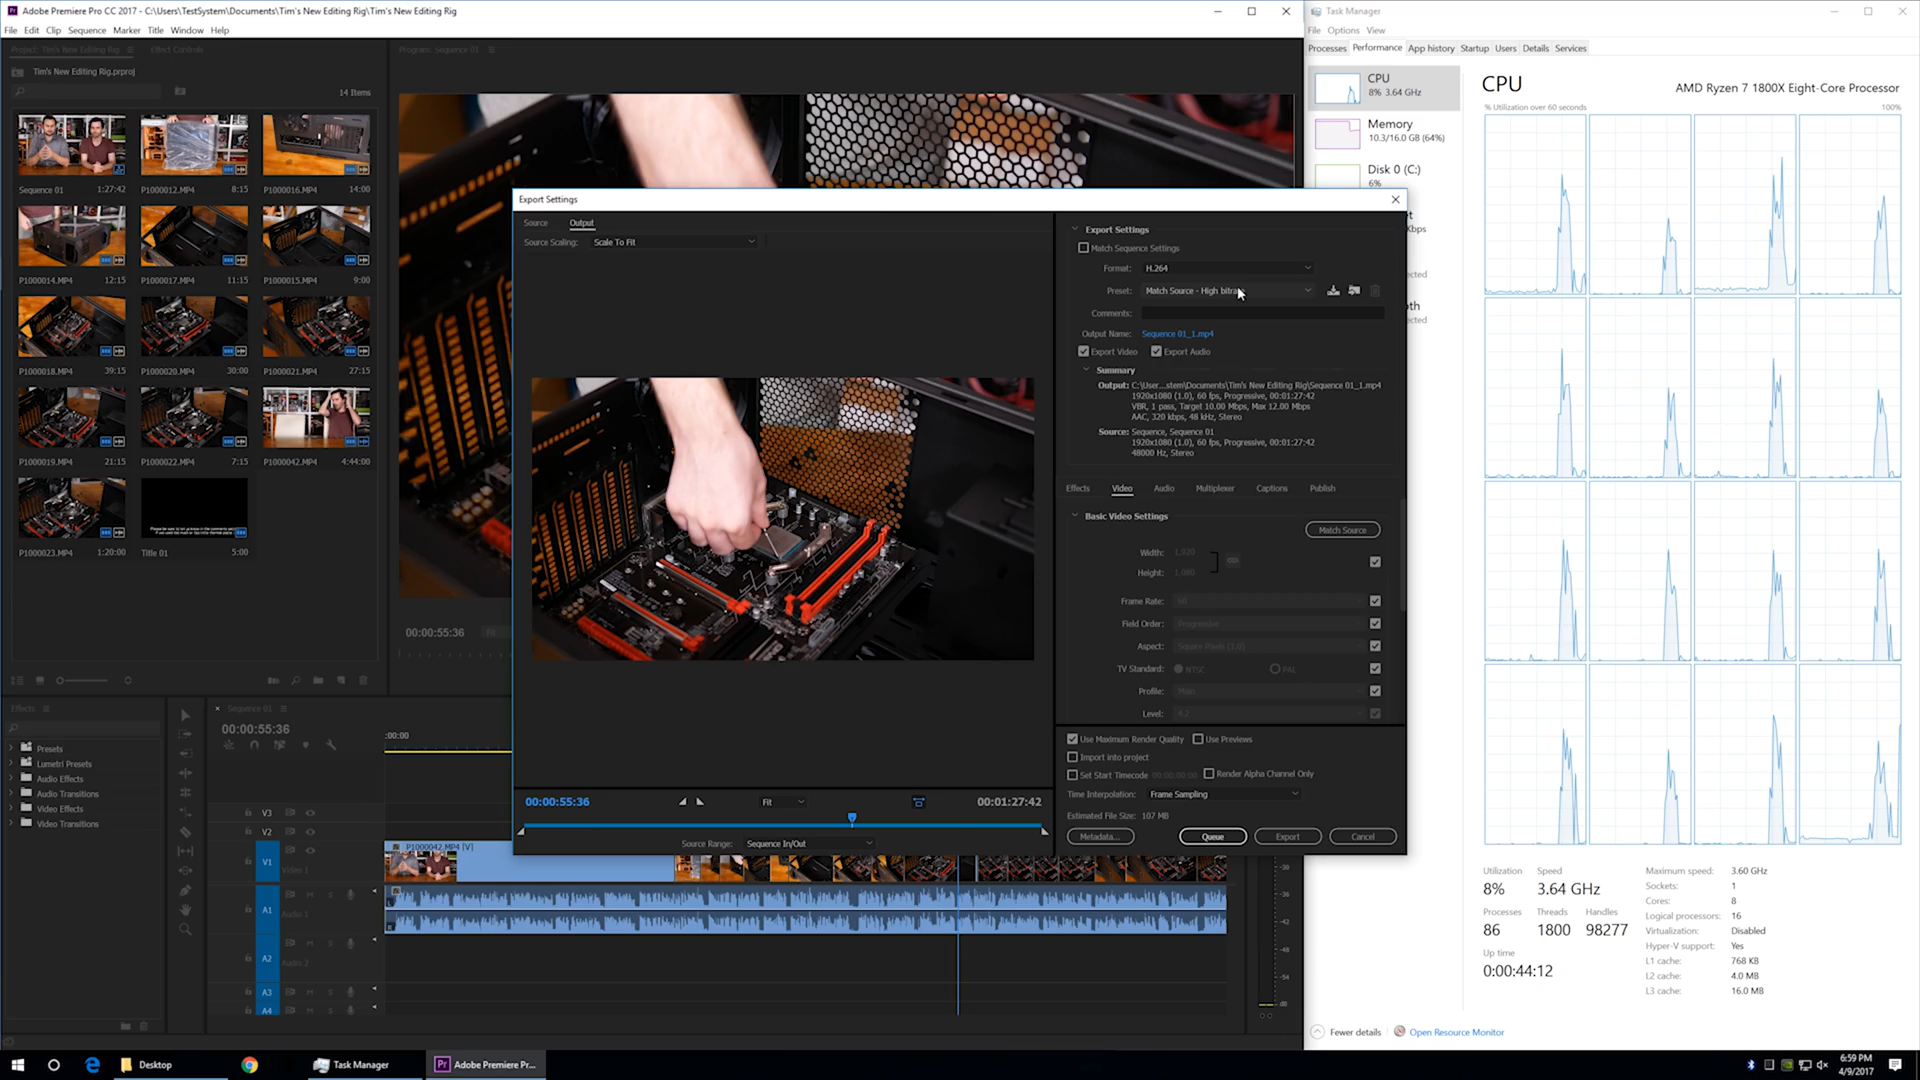 Adobe Premiere Pro CC 2017 - C:\Users\TestSystem\Documents\Tim's New Editing Rig\Tim's New Editing Rig
File Edit Clip Sequence Marker Title Window Help
Project: Tim's New Editing Rig
Effect Controls
Program: Sequence 01
Tim's New Editing Rig.prproj
14 Items
Sequence 01 1:27:42
P1000012.MP4 8:15
P1000016.MP4 14:00
P1000014.MP4 12:15
P1000017.MP4 11:15
P1000015.MP4 9:00
P1000018.MP4 39:15
P1000020.MP4 30:00
P1000021.MP4 27:15
P1000019.MP4 21:15
P1000022.MP4 7:15
P1000042.MP4 4:44:00
P1000023.MP4 1:20:00
Title 01 5:00
00:00:55:36
Fit
Effects
Presets
Lumetri Presets
Audio Effects
Audio Transitions
Video Effects
Video Transitions
Sequence 01
00:00:55:36
:00:00
V3
V2
V1
Video 1
P1000042.MP4 [V]
A1
Audio 1
A2
Audio 2
A3
A4
M S
M S
M S
M S
-36
-42
-48
-54
dB
Export Settings
Source Output
Source Scaling: Scale To Fit
00:00:55:36
Fit
00:01:27:42
Source Range: Sequence In/Out
Export Settings
Match Sequence Settings
Format: H.264
Preset: Match Source - High bitra
Comments:
Output Name: Sequence 01_1.mp4
Export Video Export Audio
Summary
Output: C:\User...stem\Documents\Tim's New Editing Rig\Sequence 01_1.mp4
1920x1080 (1.0), 60 fps, Progressive, 00:01:27:42
VBR, 1 pass, Target 10.00 Mbps, Max 12.00 Mbps
AAC, 320 kbps, 48 kHz, Stereo
Source: Sequence, Sequence 01
1920x1080 (1.0), 60 fps, Progressive, 00:01:27:42
48000 Hz, Stereo
Effects Video Audio Multiplexer Captions Publish
Basic Video Settings
Match Source
Width: 1,920
Height: 1,080
Frame Rate: 60
Field Order: Progressive
Aspect: Square Pixels (1.0)
TV Standard: NTSC PAL
Profile: Main
Level: 4.2
Use Maximum Render Quality Use Previews
Import into project
Set Start Timecode 00:00:00:00 Render Alpha Channel Only
Time Interpolation: Frame Sampling
Estimated File Size: 107 MB
Metadata... Queue Export Cancel
Task Manager
File Options View
Processes Performance App history Startup Users Details Services
CPU
8% 3.64 GHz
Memory
10.3/16.0 GB (64%)
Disk 0 (C:)
6%
Kbps
CPU
AMD Ryzen 7 1800X Eight-Core Processor
% Utilization over 60 seconds 100%
Utilization Speed
8% 3.64 GHz
Processes Threads Handles
86 1800 98277
Up time
0:00:44:12
Maximum speed: 3.60 GHz
Sockets: 1
Cores: 8
Logical processors: 16
Virtualization: Disabled
Hyper-V support: Yes
L1 cache: 768 KB
L2 cache: 4.0 MB
L3 cache: 16.0 MB
Fewer details Open Resource Monitor
Desktop
Task Manager
Adobe Premiere Pr...
6:59 PM
4/9/2017